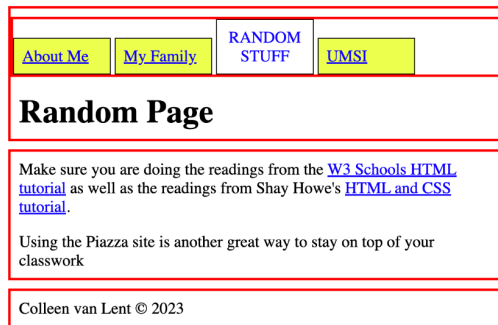 About Me My Family RANDOM STUFF UMSI
Random Page
Make sure you are doing the readings from the W3 Schools HTML
tutorial as well as the readings from Shay Howe's HTML and CSS
tutorial.
Using the Piazza site is another great way to stay on top of your
classwork
Colleen van Lent © 2023